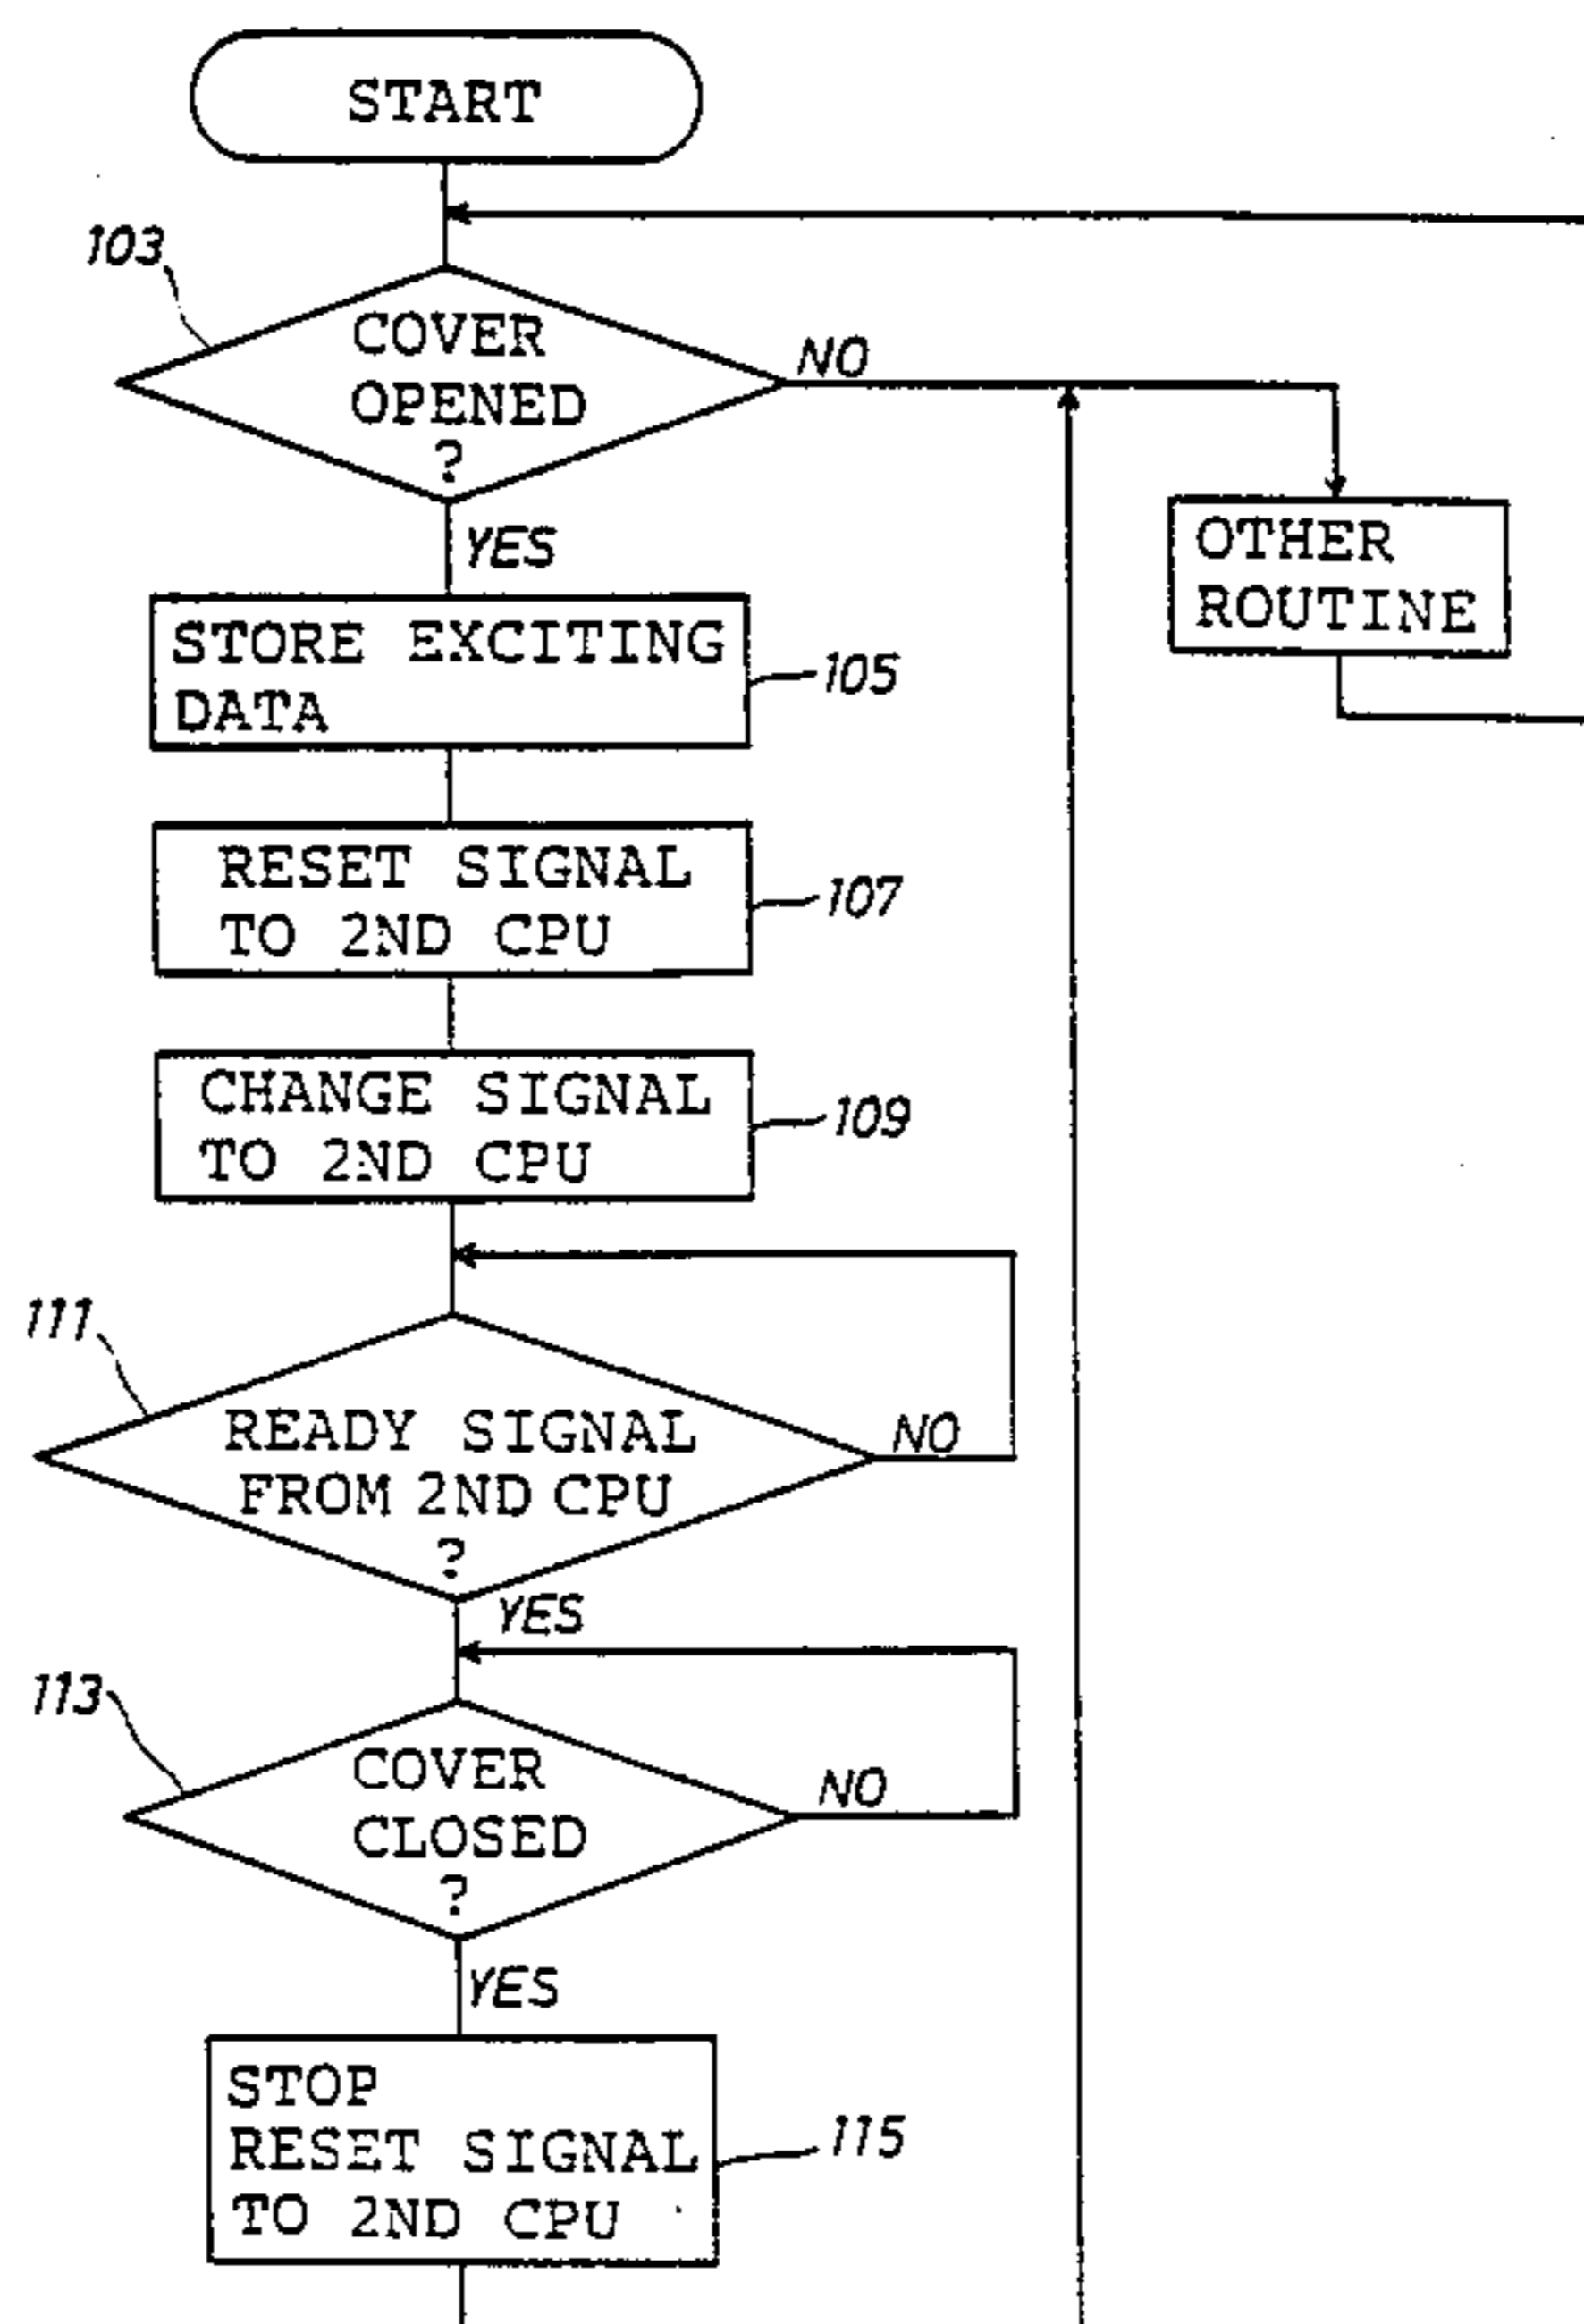 START
103
COVER
OPENED
?
NO
YES
OTHER
ROUTINE
STORE EXCITING
DATA
105
RESET SIGNAL
TO 2ND CPU
107
CHANGE SIGNAL
TO 2ND CPU
109
111
READY SIGNAL
FROM 2ND CPU
?
NO
YES
113
COVER
CLOSED
?
NO
YES
STOP
RESET SIGNAL
TO 2ND CPU
115